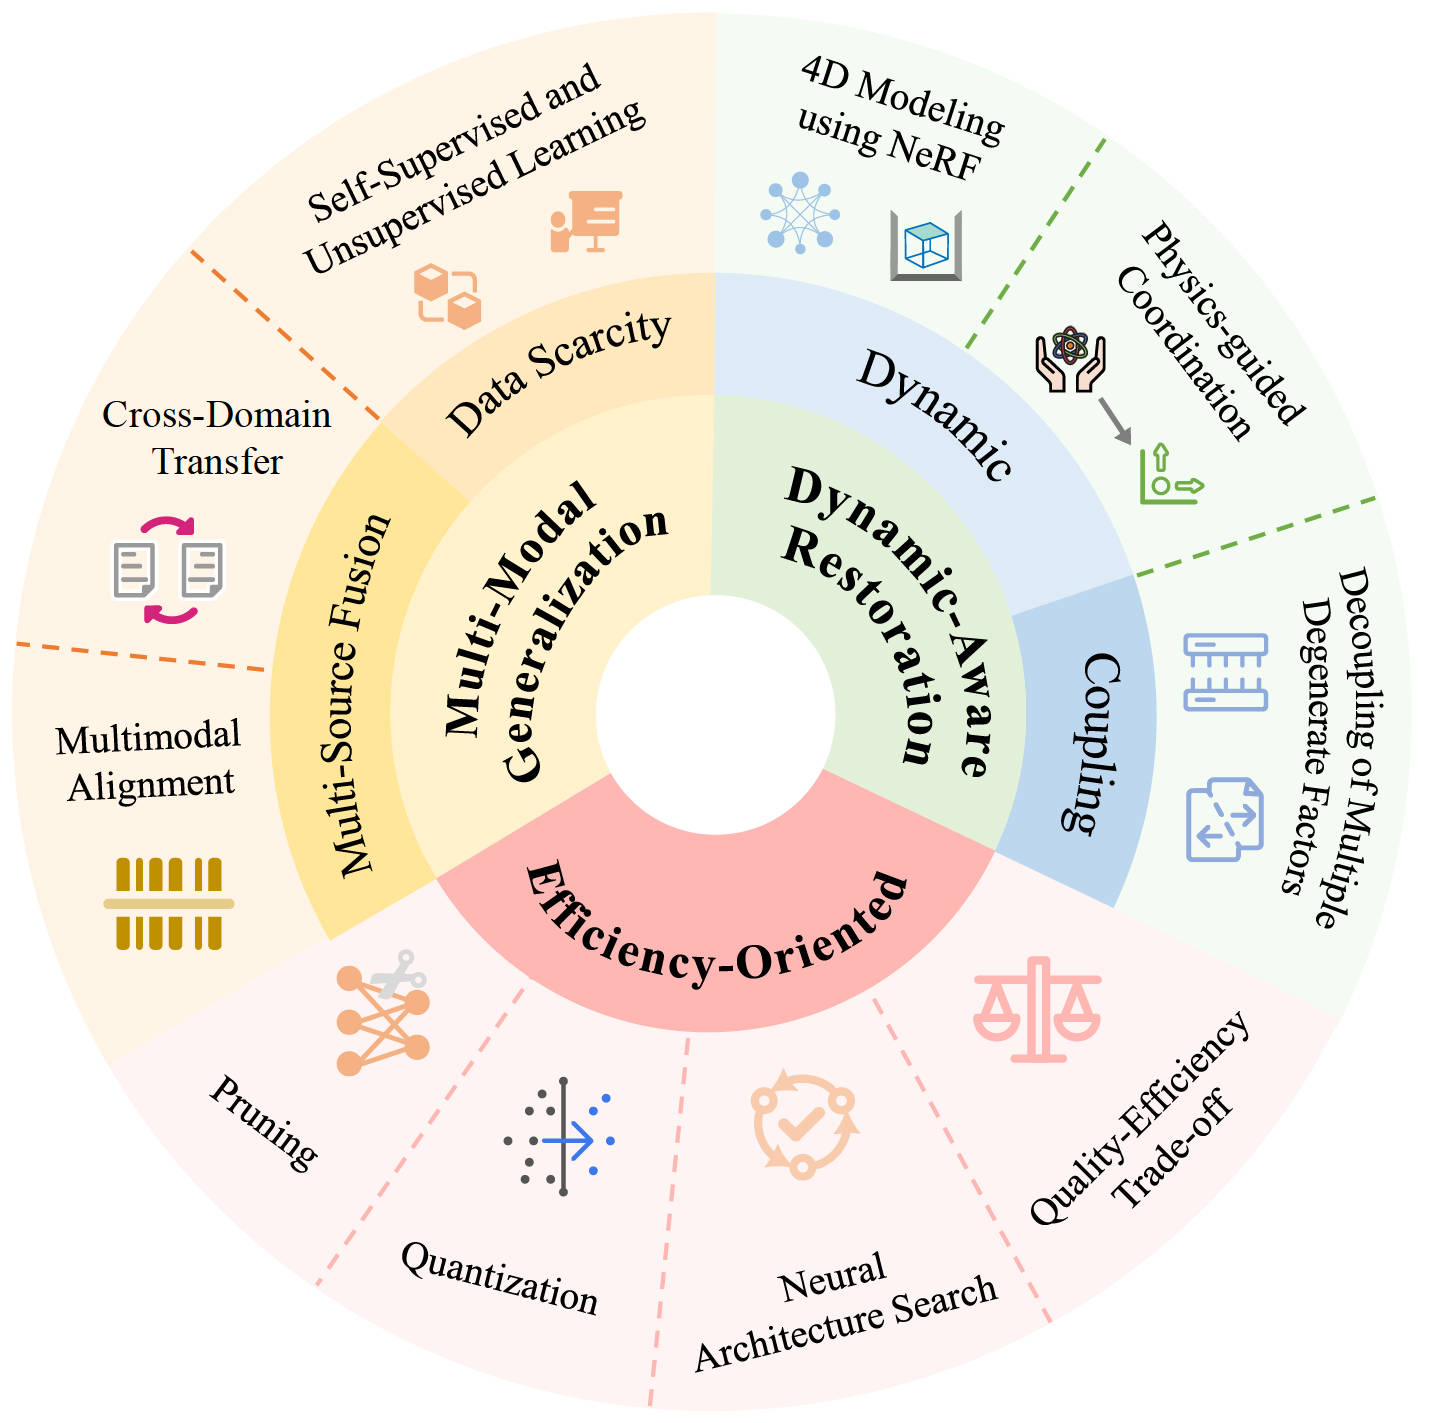 Self-Supervised and
Unsupervised Learning
4D Modeling
using NeRF
Physics-guided
Coordination
Data Scarcity
Dynamic
Cross-Domain
Transfer
Multi-Source Fusion
Multi-Modal
Generalization
Dynamic-Aware
Restoration
Coupling
Decoupling of Multiple
Degenerate Factors
Multimodal
Alignment
Efficiency-Oriented
Pruning
Quantization
Neural
Architecture Search
Quality-Efficiency
Trade-off